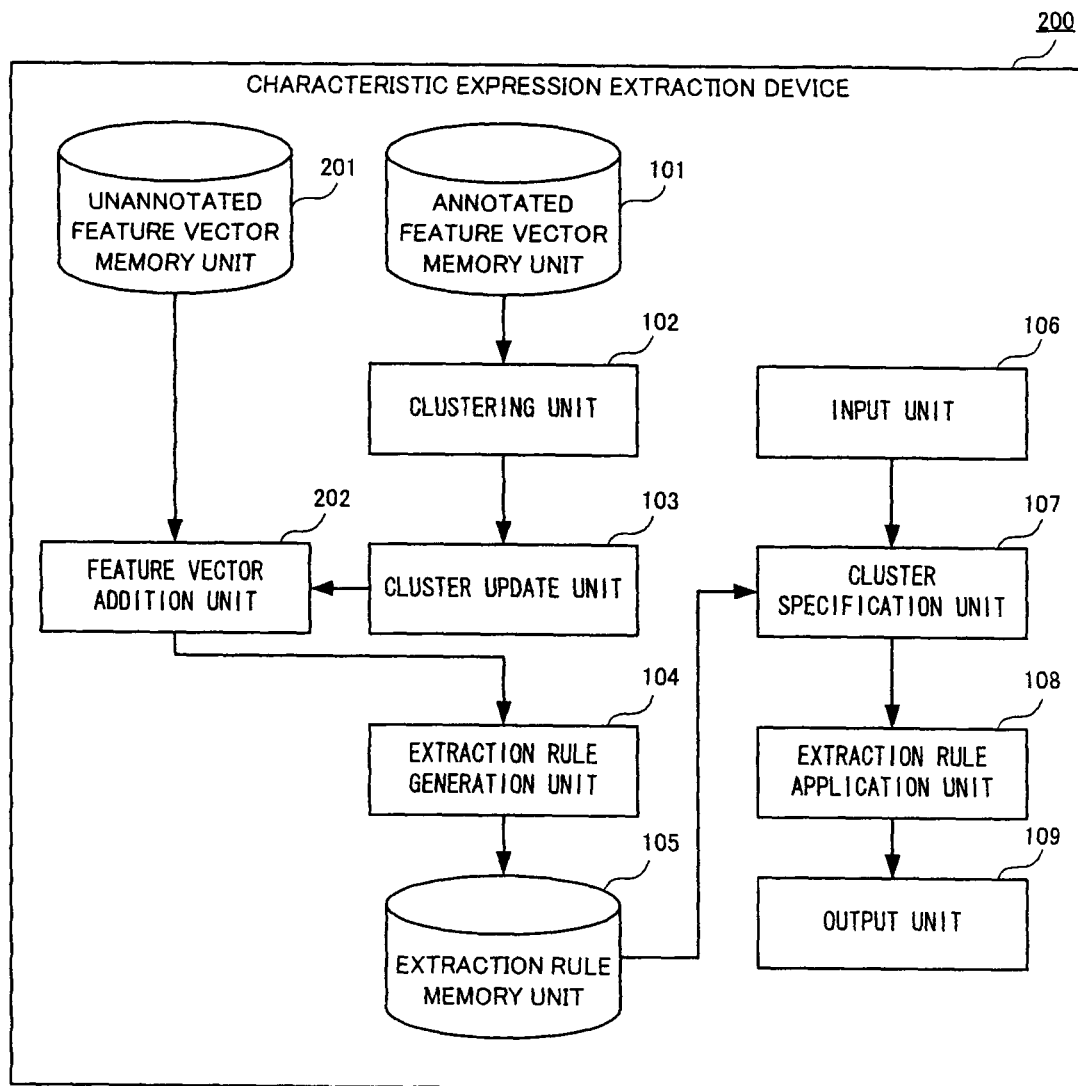 200
CHARACTERISTIC EXPRESSION EXTRACTION DEVICE
UNANNOTATED
FEATURE VECTOR
MEMORY UNIT
201
ANNOTATED
FEATURE VECTOR
MEMORY UNIT
101
102
CLUSTERING UNIT
106
INPUT UNIT
202
FEATURE VECTOR
ADDITION UNIT
103
CLUSTER UPDATE UNIT
107
CLUSTER
SPECIFICATION UNIT
104
EXTRACTION RULE
GENERATION UNIT
108
EXTRACTION RULE
APPLICATION UNIT
105
EXTRACTION RULE
MEMORY UNIT
109
OUTPUT UNIT